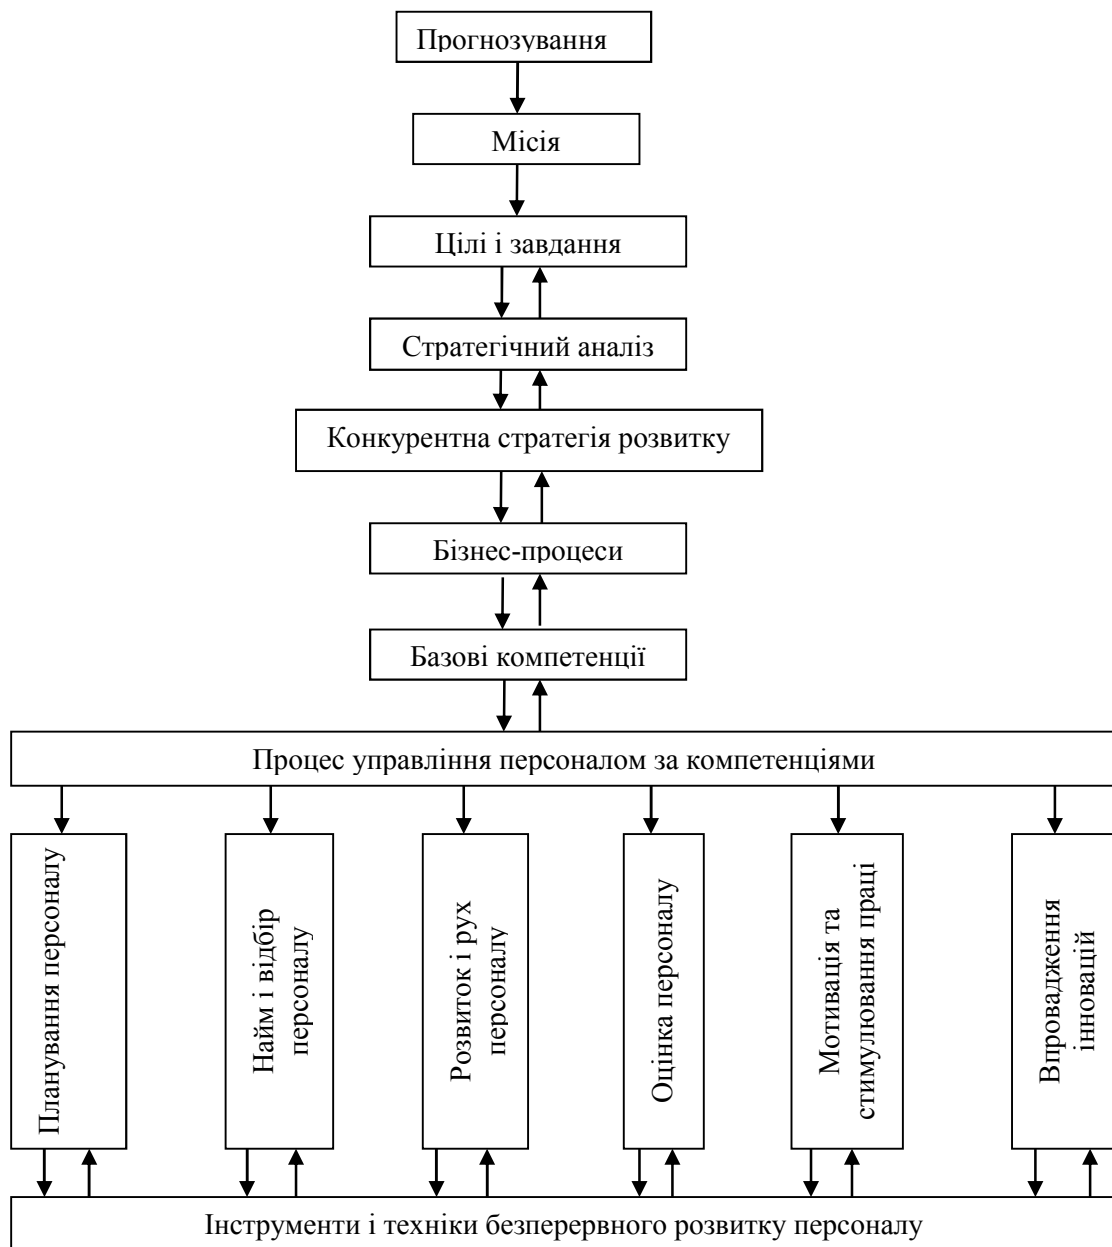 Прогнозування
Місія
Цілі і завдання
Стратегічний аналіз
Конкурентна стратегія розвитку
Бізнес-процеси
Базові компетенції
Процес управління персоналом за компетенціями
Планування персоналу
Найм і відбір
персоналу
Розвиток і рух
персоналу
Оцінка персоналу
Мотивація та
стимулювання праці
Впровадження
інновацій
Інструменти і техніки безперервного розвитку персоналу